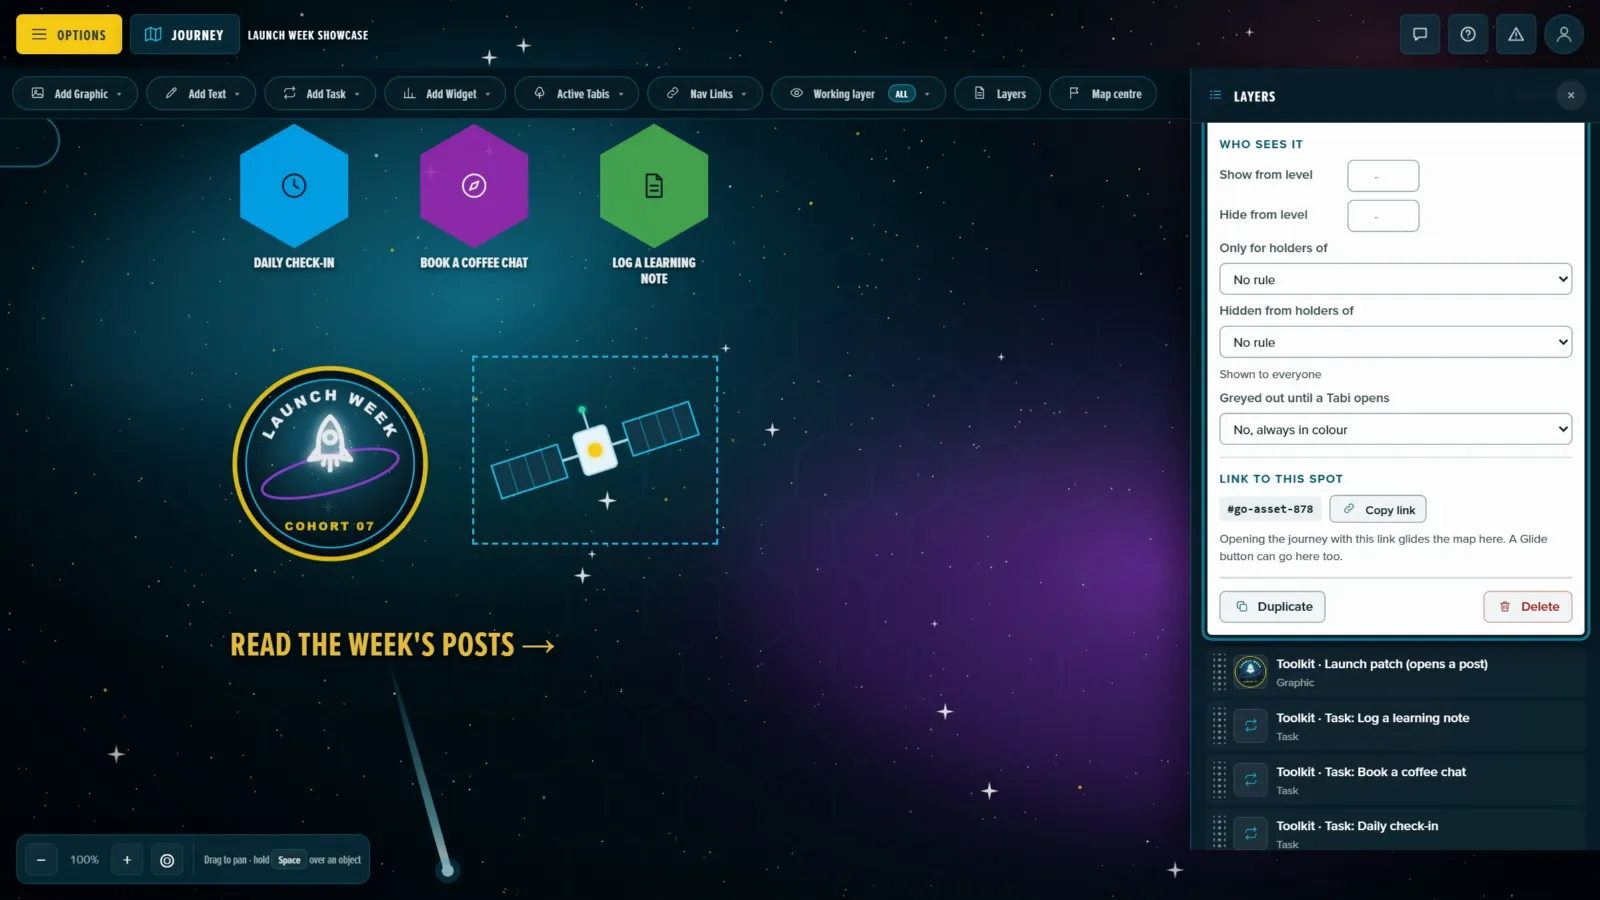 OPTIONS
JOURNEY
LAUNCH WEEK SHOWCASE
Add Graphic
Add Text
Add Task
Add Widget
Active Tabis
Nav Links
Working layer ALL
Layers
Map centre
DAILY CHECK-IN
BOOK A COFFEE CHAT
LOG A LEARNING
NOTE
LAUNCH WEEK
COHORT 07
READ THE WEEK'S POSTS →
− 100% +
Drag to pan · hold Space over an object
LAYERS
×
WHO SEES IT
Show from level -
Hide from level -
Only for holders of
No rule
Hidden from holders of
No rule
Shown to everyone
Greyed out until a Tabi opens
No, always in colour
LINK TO THIS SPOT
#go-asset-878 Copy link
Opening the journey with this link glides the map here. A Glide
button can go here too.
Duplicate
Delete
Toolkit · Launch patch (opens a post)
Graphic
Toolkit · Task: Log a learning note
Task
Toolkit · Task: Book a coffee chat
Task
Toolkit · Task: Daily check-in
Task